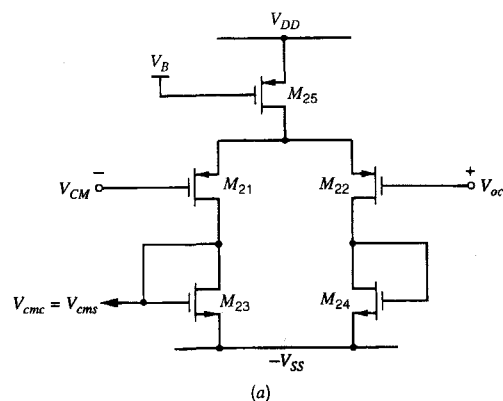 V_DD
V_B
M_25
−
+
V_CM
M_21
M_22
V_oc
V_cmc = V_cms
M_23
M_24
−V_SS
(a)